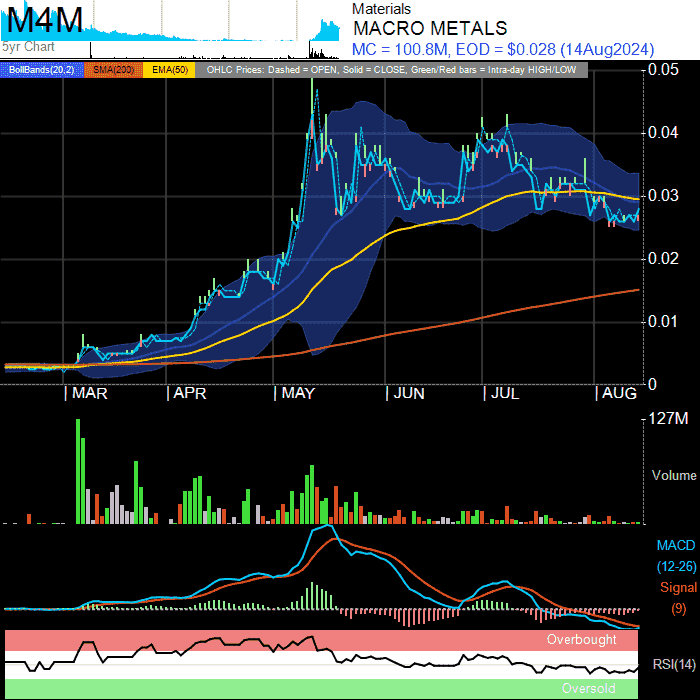 M4M
5yr Chart
Materials
MACRO METALS
MC = 100.8M, EOD = $0.028 (14Aug2024)
BollBands(20,2) SMA(200) EMA(50) OHLC Prices: Dashed = OPEN, Solid = CLOSE, Green/Red bars = Intra-day HIGH/LOW
0.05
0.04
0.03
0.02
0.01
0
MAR APR MAY JUN JUL AUG
127M
Volume
MACD
(12-26)
Signal
(9)
Overbought
RSI(14)
Oversold